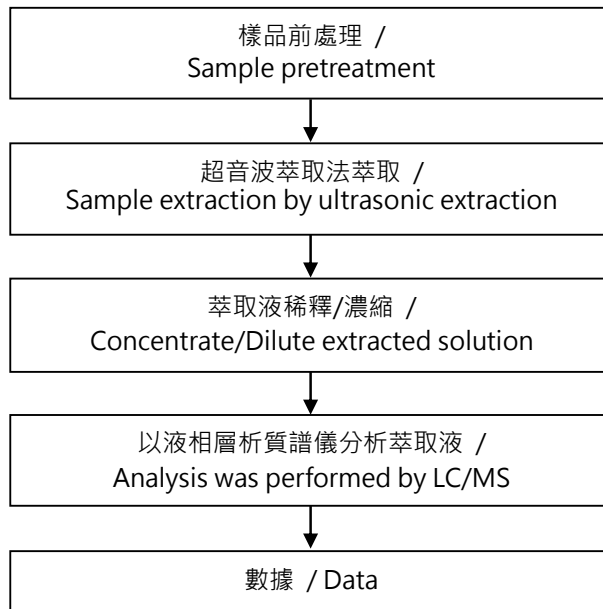 樣品前處理 /
Sample pretreatment
超音波萃取法萃取 /
Sample extraction by ultrasonic extraction
萃取液稀釋/濃縮 /
Concentrate/Dilute extracted solution
以液相層析質譜儀分析萃取液 /
Analysis was performed by LC/MS
數據 / Data